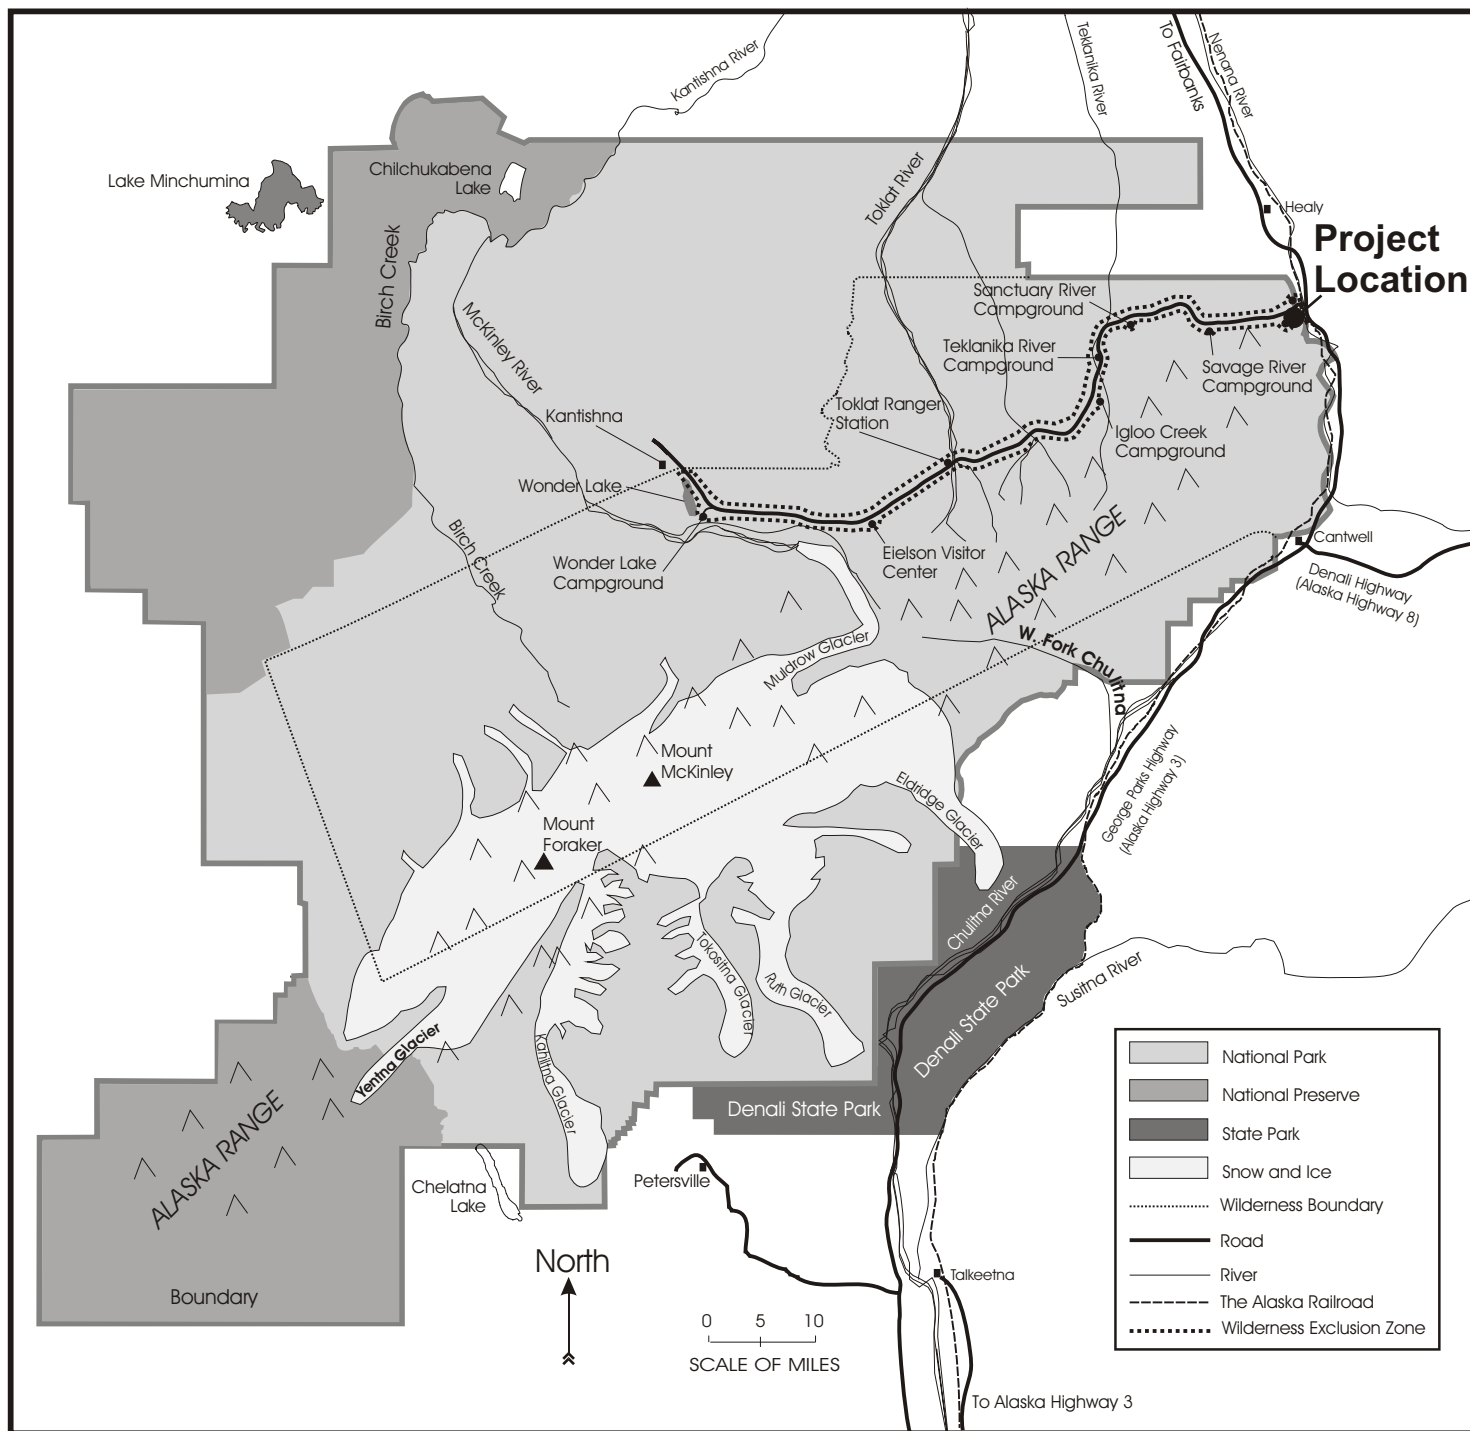 Kantishna River
Teklanika River
To Fairbanks
Nenana River
Lake Minchumina
Chilchukabena
Lake
Toklat River
Healy
Project
Location
Birch Creek
McKinley River
Sanctuary River
Campground
Teklanika River
Campground
Savage River
Campground
Kantishna
Toklat Ranger
Station
Igloo Creek
Campground
Wonder Lake
Birch Creek
Wonder Lake
Campground
Eielson Visitor
Center
ALASKA RANGE
Cantwell
Denali Highway
(Alaska Highway 8)
W. Fork Chulitna
Muldrow Glacier
Mount
McKinley
Mount
Foraker
Eldridge Glacier
George Parks Highway
(Alaska Highway 3)
Chulitna River
Tokositna Glacier
Ruth Glacier
Susitna River
Denali State Park
Yentna Glacier
Kahiltna Glacier
ALASKA RANGE
Denali State Park
Chelatna
Lake
Petersville
Talkeetna
Boundary
North
0 5 10
SCALE OF MILES
To Alaska Highway 3
National Park
National Preserve
State Park
Snow and Ice
Wilderness Boundary
Road
River
The Alaska Railroad
Wilderness Exclusion Zone